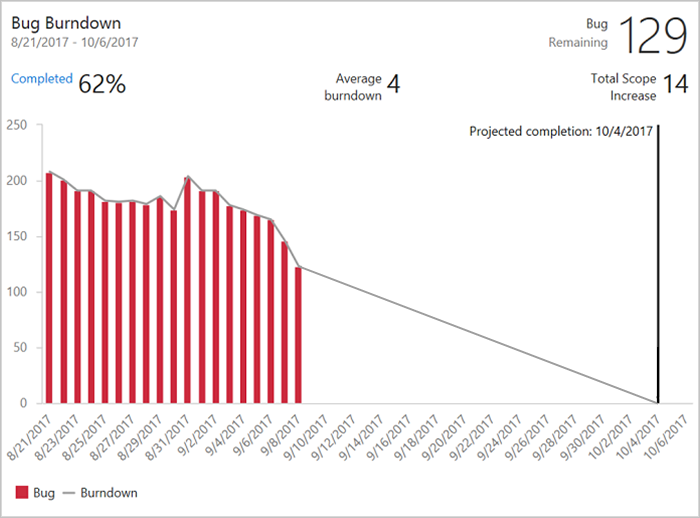 Bug Burndown
8/21/2017 - 10/6/2017
Bug
Remaining
129
Completed 62%
Average
burndown
4
Total Scope
Increase
14
Projected completion: 10/4/2017
250
200
150
100
50
0
8/21/2017
8/23/2017
8/25/2017
8/27/2017
8/29/2017
8/31/2017
9/2/2017
9/4/2017
9/6/2017
9/8/2017
9/10/2017
9/12/2017
9/14/2017
9/16/2017
9/18/2017
9/20/2017
9/22/2017
9/24/2017
9/26/2017
9/28/2017
9/30/2017
10/2/2017
10/4/2017
10/6/2017
Bug
Burndown